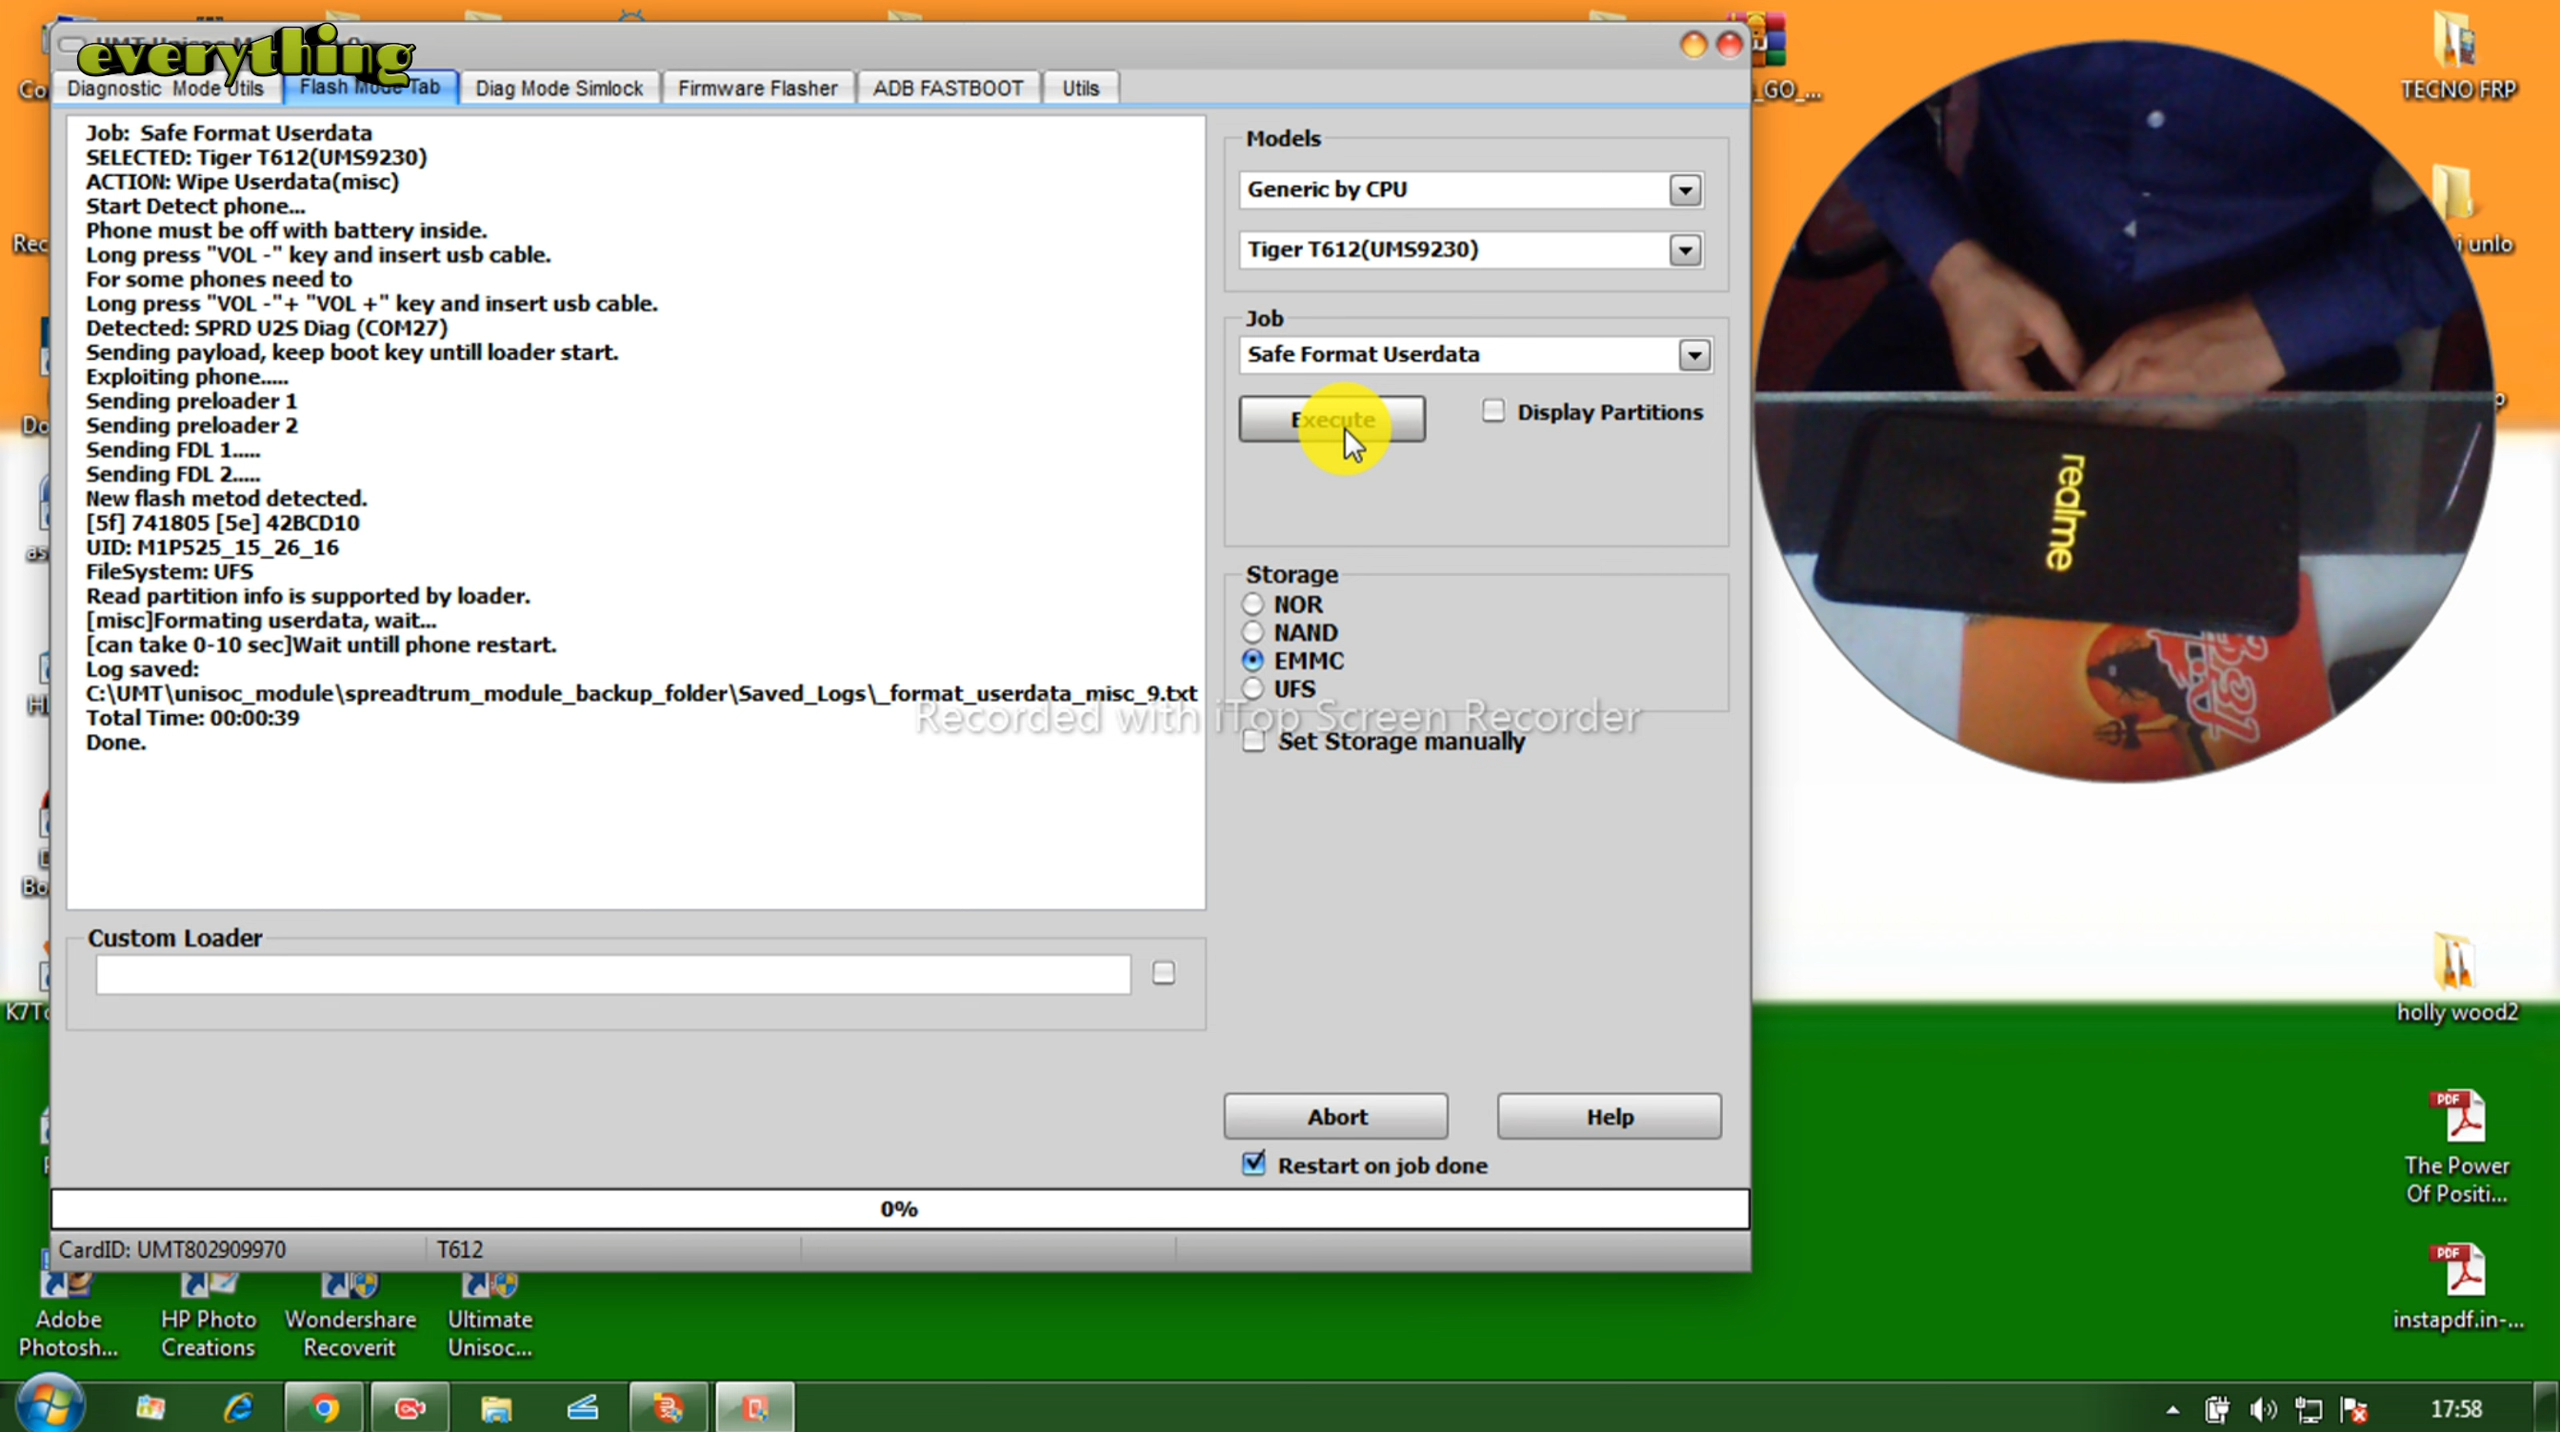 everything
Diagnostic Mode Utils
Flash Mode Tab
Diag Mode Simlock
Firmware Flasher
ADB FASTBOOT
Utils
Job: Safe Format Userdata
SELECTED: Tiger T612(UMS9230)
ACTION: Wipe Userdata(misc)
Start Detect phone...
Phone must be off with battery inside.
Long press "VOL -" key and insert usb cable.
For some phones need to
Long press "VOL -"+ "VOL +" key and insert usb cable.
Detected: SPRD U2S Diag (COM27)
Sending payload, keep boot key untill loader start.
Exploiting phone.....
Sending preloader 1
Sending preloader 2
Sending FDL 1.....
Sending FDL 2.....
New flash metod detected.
[5f] 741805 [5e] 42BCD10
UID: M1P525_15_26_16
FileSystem: UFS
Read partition info is supported by loader.
[misc]Formating userdata, wait...
[can take 0-10 sec]Wait untill phone restart.
Log saved:
C:\UMT\unisoc_module\spreadtrum_module_backup_folder\Saved_Logs\_format_userdata_misc_9.txt
Total Time: 00:00:39
Done.
Models
Generic by CPU
Tiger T612(UMS9230)
Job
Safe Format Userdata
Execute
Display Partitions
Storage
NOR
NAND
EMMC
UFS
Recorded with iTop Screen Recorder
Set Storage manually
Custom Loader
Abort
Help
Restart on job done
0%
CardID: UMT802909970
T612
realme
_GO_...
TECNO FRP
i unlo
holly wood2
PDF
The Power
Of Positi...
PDF
instapdf.in-...
K7To
Adobe
Photosh...
HP Photo
Creations
Wondershare
Recoverit
Ultimate
Unisoc...
17:58